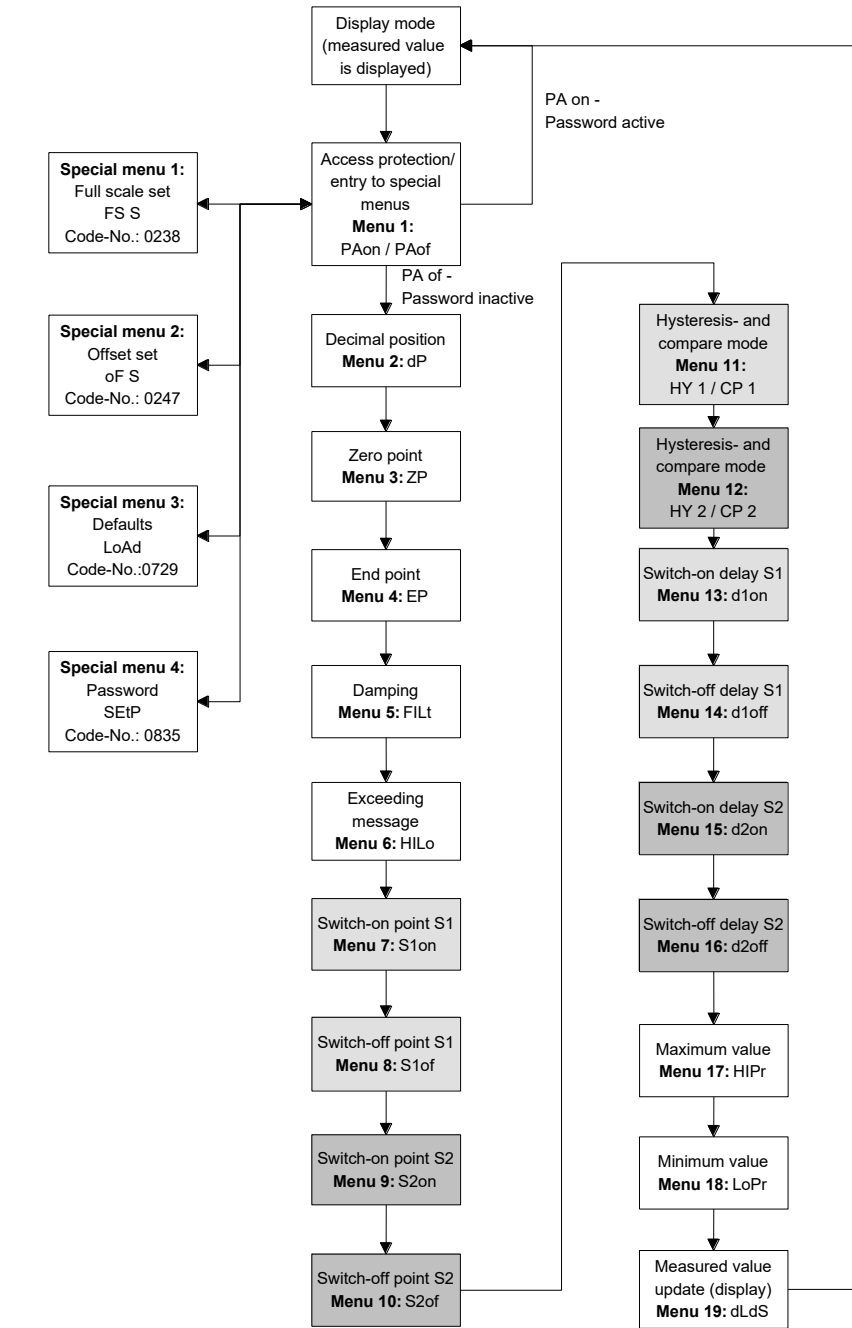 Display mode
(measured value
is displayed)
PA on -
Password active
Access protection/
entry to special
menus
Menu 1:
PAon / PAof
PA of -
Password inactive
Special menu 1:
Full scale set
FS S
Code-No.: 0238
Special menu 2:
Offset set
oF S
Code-No.: 0247
Special menu 3:
Defaults
LoAd
Code-No.:0729
Special menu 4:
Password
SEtP
Code-No.: 0835
Decimal position
Menu 2: dP
Zero point
Menu 3: ZP
End point
Menu 4: EP
Damping
Menu 5: FILt
Exceeding
message
Menu 6: HILo
Switch-on point S1
Menu 7: S1on
Switch-off point S1
Menu 8: S1of
Switch-on point S2
Menu 9: S2on
Switch-off point S2
Menu 10: S2of
Hysteresis- and
compare mode
Menu 11:
HY 1 / CP 1
Hysteresis- and
compare mode
Menu 12:
HY 2 / CP 2
Switch-on delay S1
Menu 13: d1on
Switch-off delay S1
Menu 14: d1off
Switch-on delay S2
Menu 15: d2on
Switch-off delay S2
Menu 16: d2off
Maximum value
Menu 17: HIPr
Minimum value
Menu 18: LoPr
Measured value
update (display)
Menu 19: dLdS